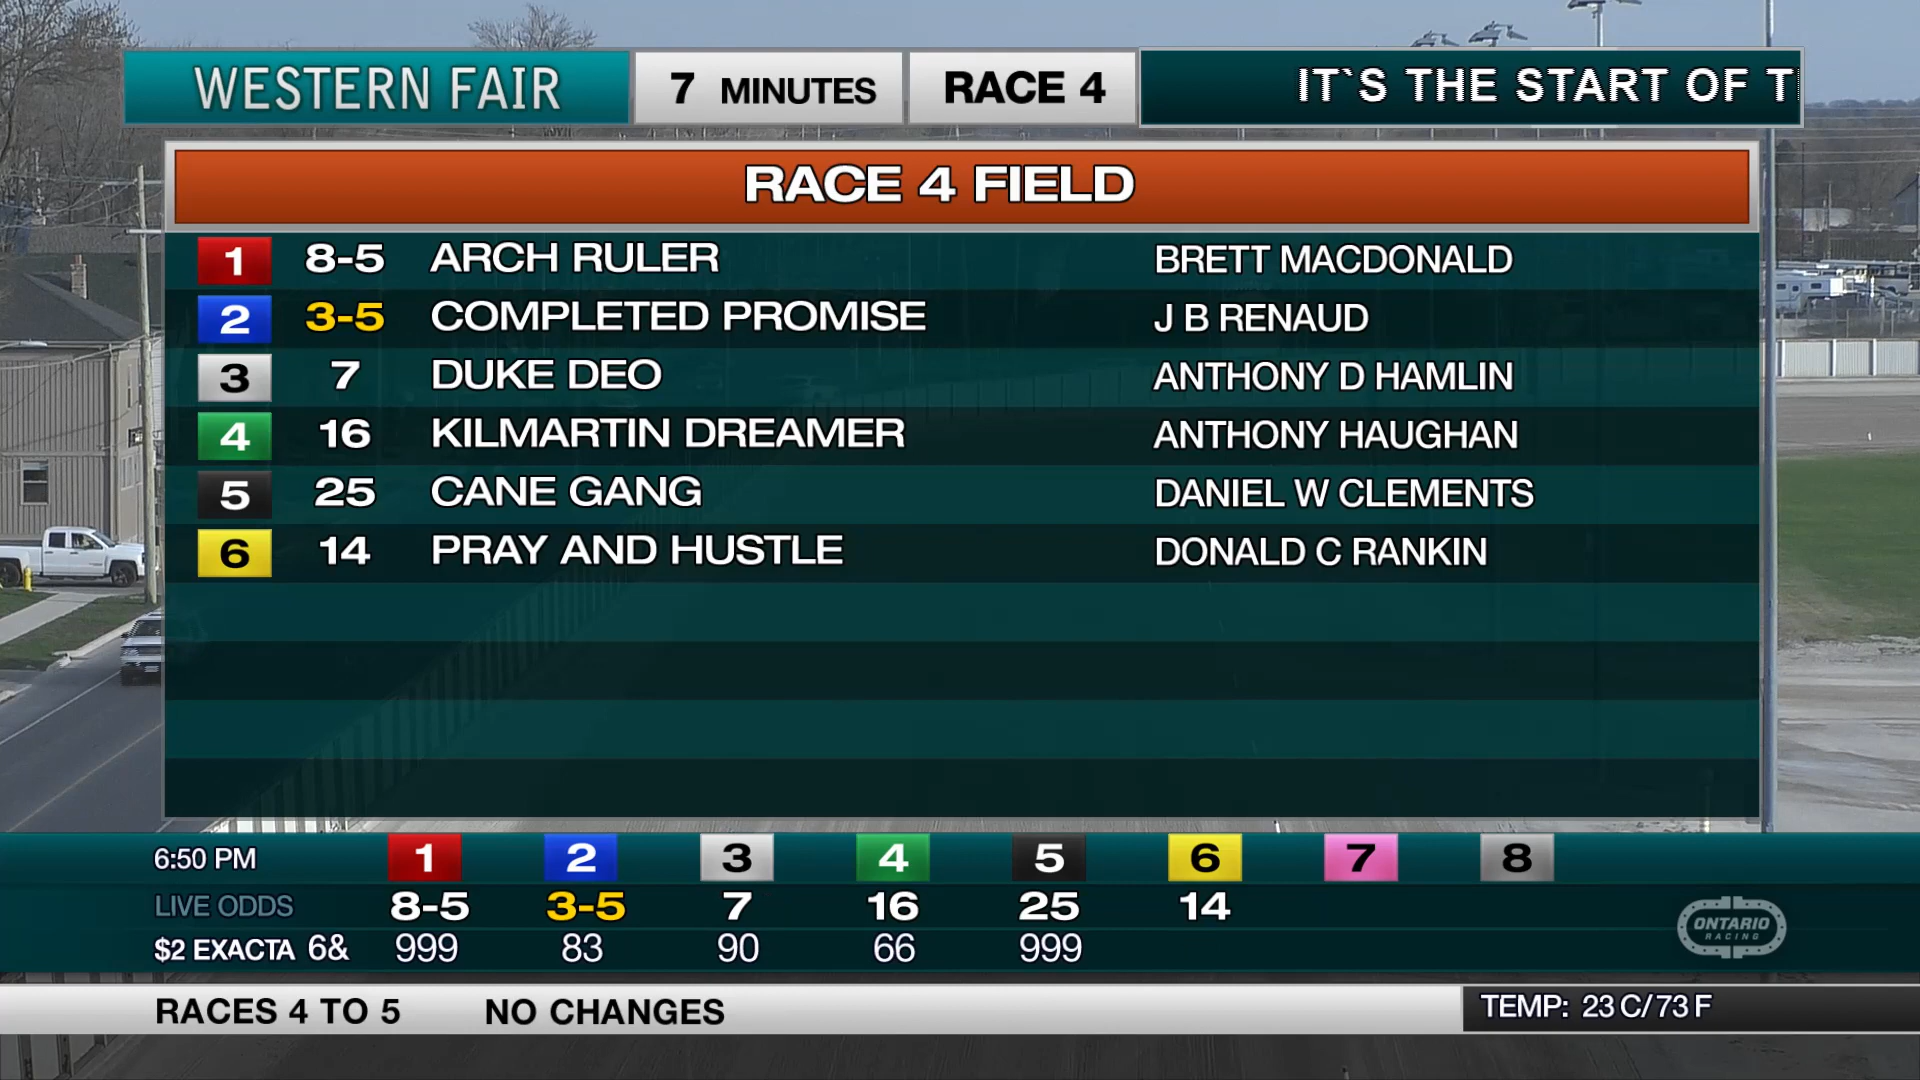 WESTERN FAIR 7 MINUTES RACE 4 IT`S THE START OF T
RACE 4 FIELD
1 8-5 ARCH RULER BRETT MACDONALD
2 3-5 COMPLETED PROMISE J B RENAUD
3 7 DUKE DEO ANTHONY D HAMLIN
4 16 KILMARTIN DREAMER ANTHONY HAUGHAN
5 25 CANE GANG DANIEL W CLEMENTS
6 14 PRAY AND HUSTLE DONALD C RANKIN
6:50 PM 1 2 3 4 5 6 7 8
LIVE ODDS 8-5 3-5 7 16 25 14
$2 EXACTA 6& 999 83 90 66 999
ONTARIO
RACING
RACES 4 TO 5 NO CHANGES TEMP: 23 C/73 F